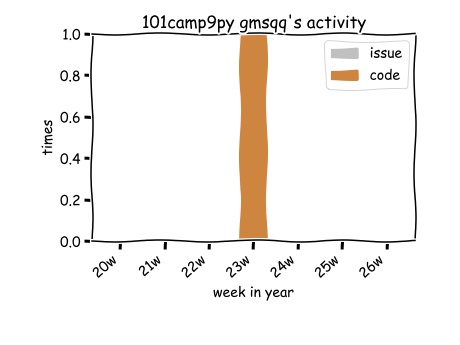 101camp9py gmsqq's activity
1.0
0.8
0.6
0.4
0.2
0.0
times
issue
code
20w 21w 22w 23w 24w 25w 26w
week in year